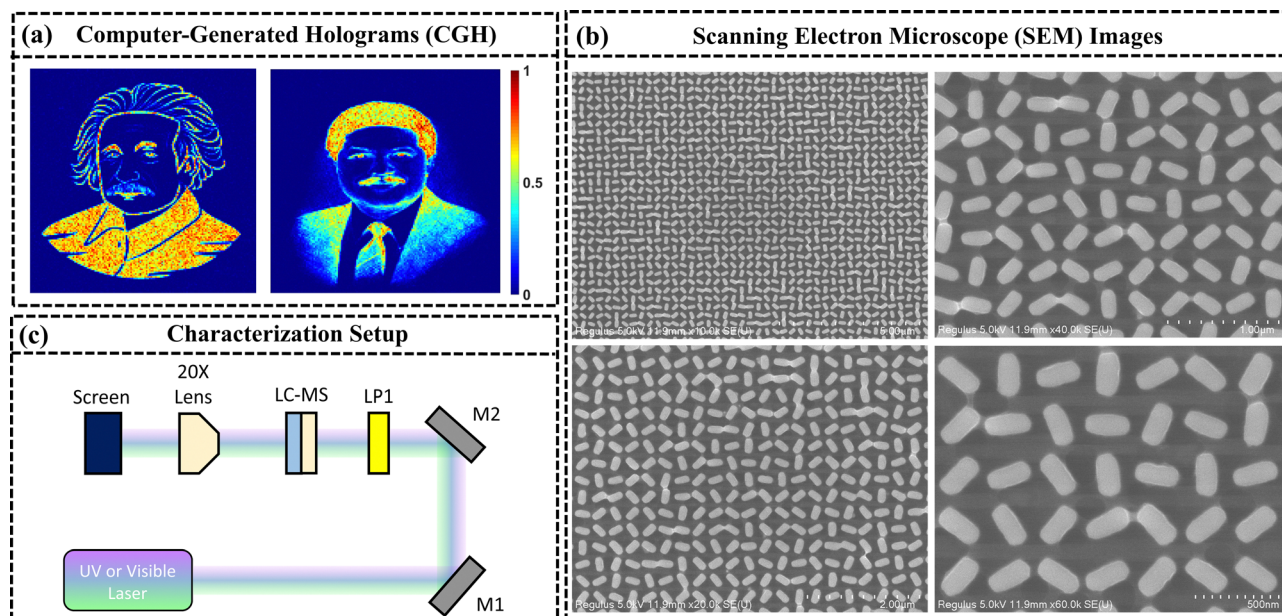 (a) Computer-Generated Holograms (CGH)
1
0.5
0
(b) Scanning Electron Microscope (SEM) Images
Regulus 5.0kV 11.9mm x10.0k SE(U) 5.00µm
Regulus 5.0kV 11.9mm x40.0k SE(U) 1.00µm
Regulus 5.0kV 11.9mm x20.0k SE(U) 2.00µm
Regulus 5.0kV 11.9mm x60.0k SE(U) 500nm
(c) Characterization Setup
20X
Screen Lens LC-MS LP1
M2
UV or Visible
Laser
M1